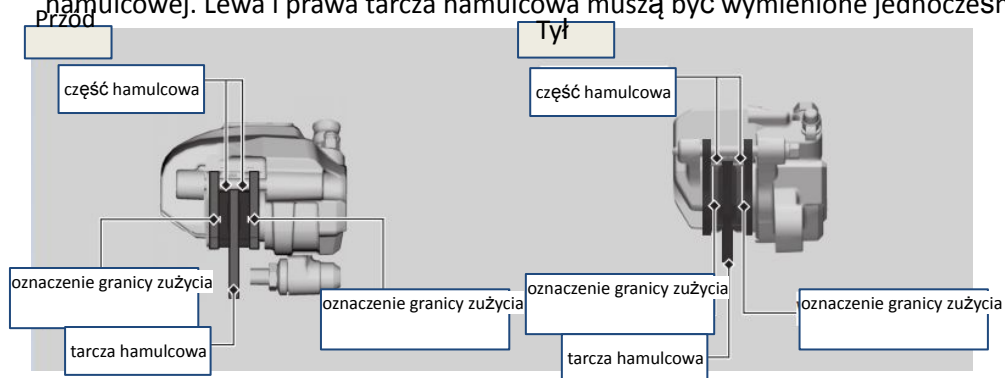 hamulcowej. Lewa i prawa tarcza hamulcowa muszą być wymienione jednocześn
Przód
Tył
część hamulcowa
część hamulcowa
oznaczenie granicy zużycia
oznaczenie granicy zużycia
oznaczenie granicy zużycia
oznaczenie granicy zużycia
tarcza hamulcowa
tarcza hamulcowa